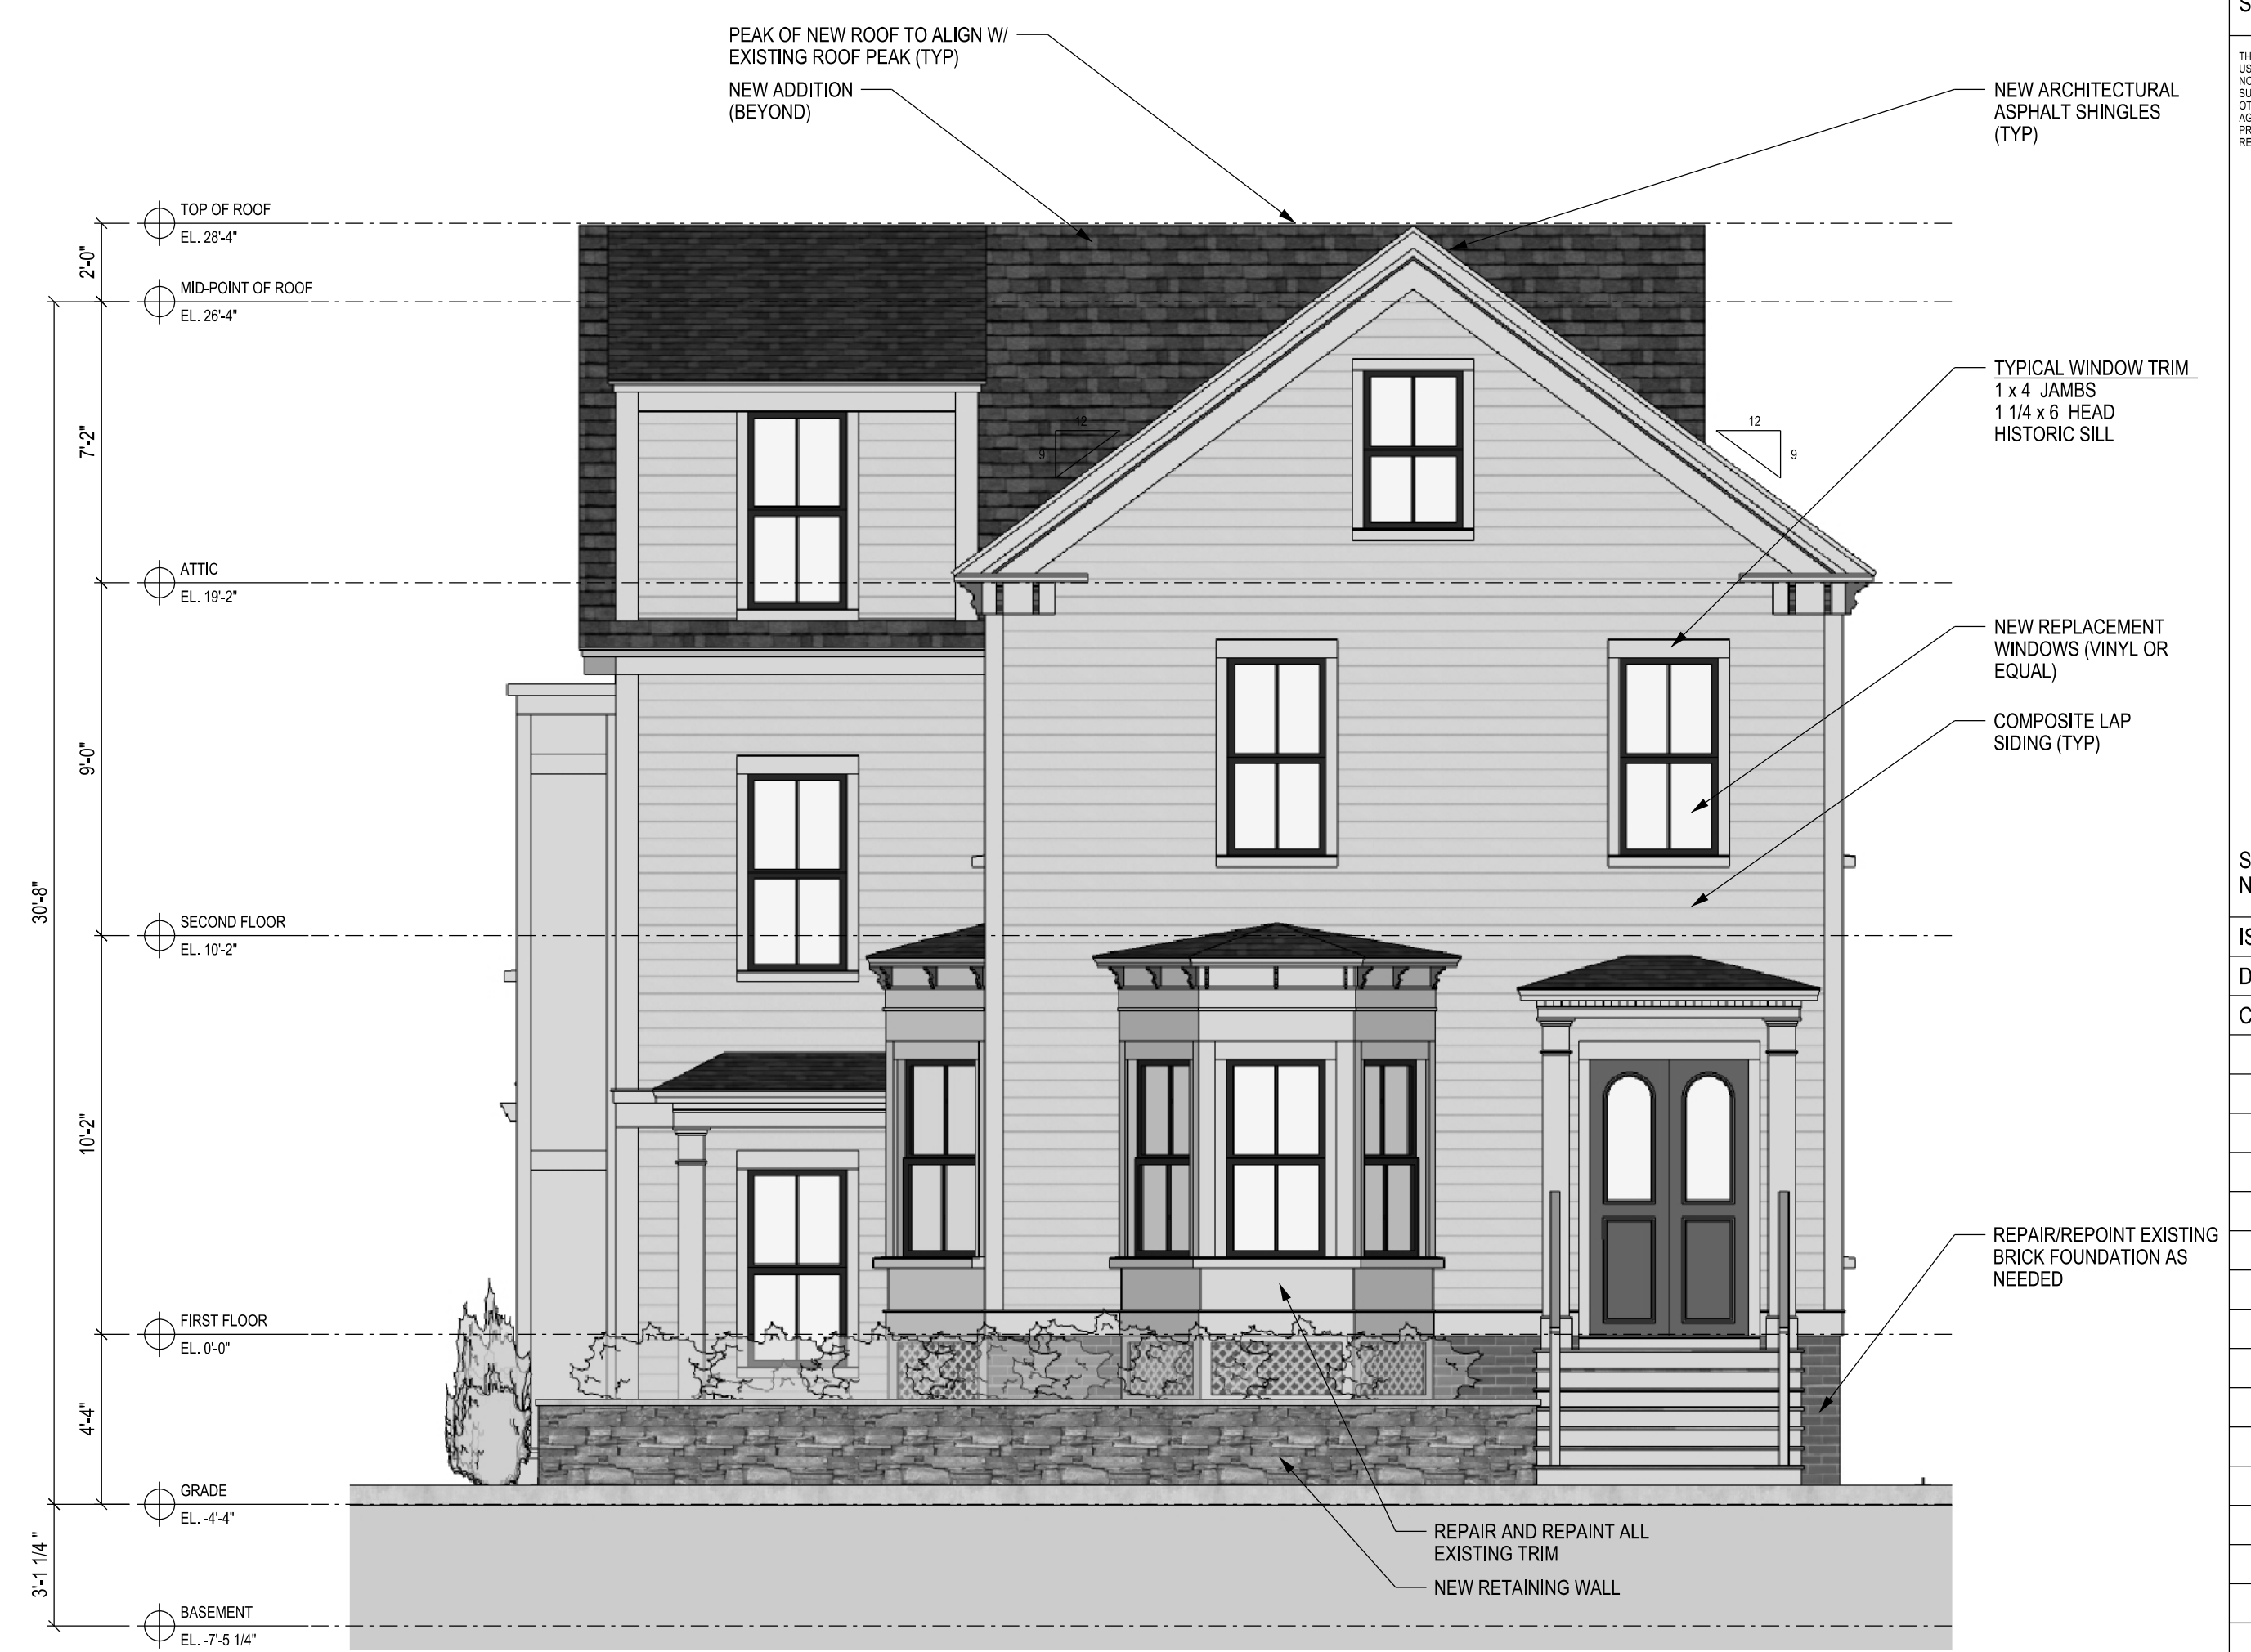 PEAK OF NEW ROOF TO ALIGN W/
EXISTING ROOF PEAK (TYP)
NEW ADDITION
(BEYOND)
NEW ARCHITECTURAL
ASPHALT SHINGLES
(TYP)
TOP OF ROOF
EL. 28'-4"
2'-0"
MID-POINT OF ROOF
EL. 26'-4"
TYPICAL WINDOW TRIM
1 x 4 JAMBS
1 1/4 x 6 HEAD
HISTORIC SILL
12
9
12
9
7'-2"
ATTIC
EL. 19'-2"
NEW REPLACEMENT
WINDOWS (VINYL OR
EQUAL)
COMPOSITE LAP
SIDING (TYP)
9'-0"
30'-8"
SECOND FLOOR
EL. 10'-2"
10'-2"
REPAIR/REPOINT EXISTING
BRICK FOUNDATION AS
NEEDED
FIRST FLOOR
EL. 0'-0"
4'-4"
GRADE
EL. -4'-4"
REPAIR AND REPAINT ALL
EXISTING TRIM
NEW RETAINING WALL
3'-1 1/4 "
BASEMENT
EL. -7'-5 1/4"